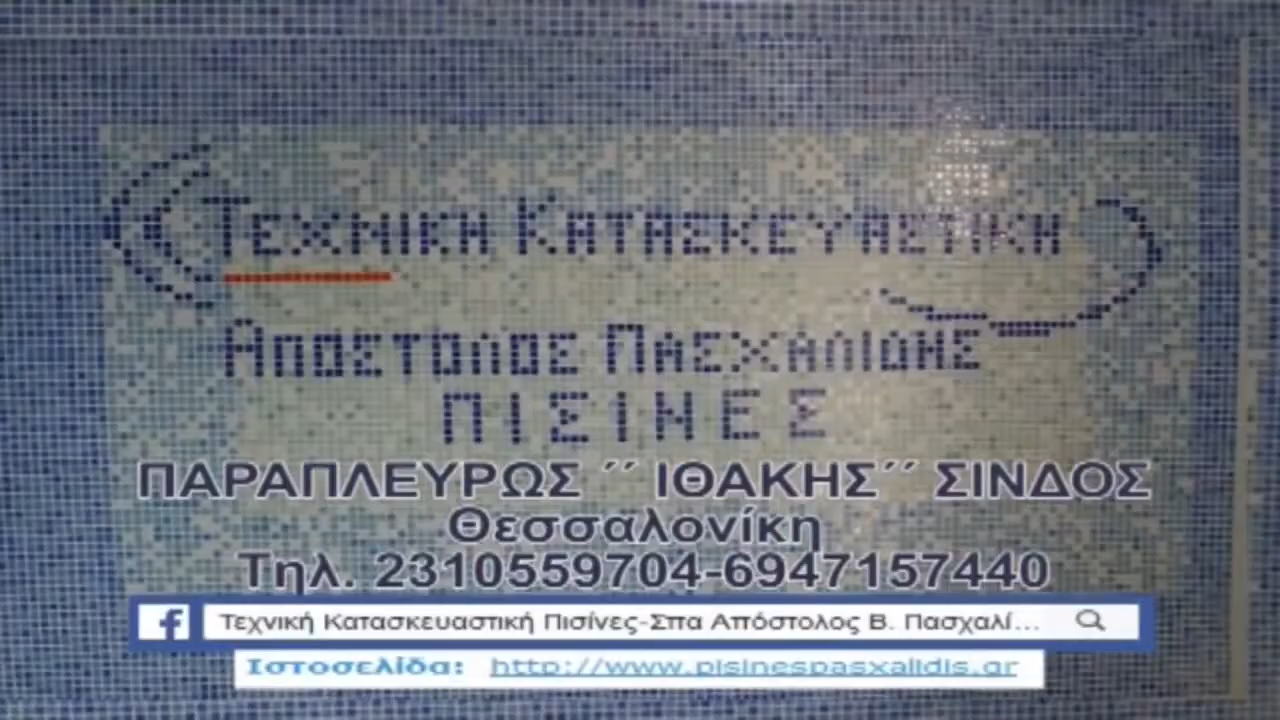 ΤΕΧΝΙΚΗ ΚΑΤΑΣΚΕΥΑΣΤΙΚΗ
ΑΠΟΣΤΟΛΟΣ ΠΑΣΧΑΛΙΔΗΣ
ΠΙΣΙΝΕΣ
ΠΑΡΑΠΛΕΥΡΩΣ ΄΄ ΙΘΑΚΗΣ΄΄ ΣΙΝΔΟΣ
Θεσσαλονίκη
Τηλ. 2310559704-6947157440
f Τεχνική Κατασκευαστική Πισίνες-Σπα Απόστολος Β. Πασχαλί...
Ιστοσελίδα: http://www.pisinespasxalidis.gr